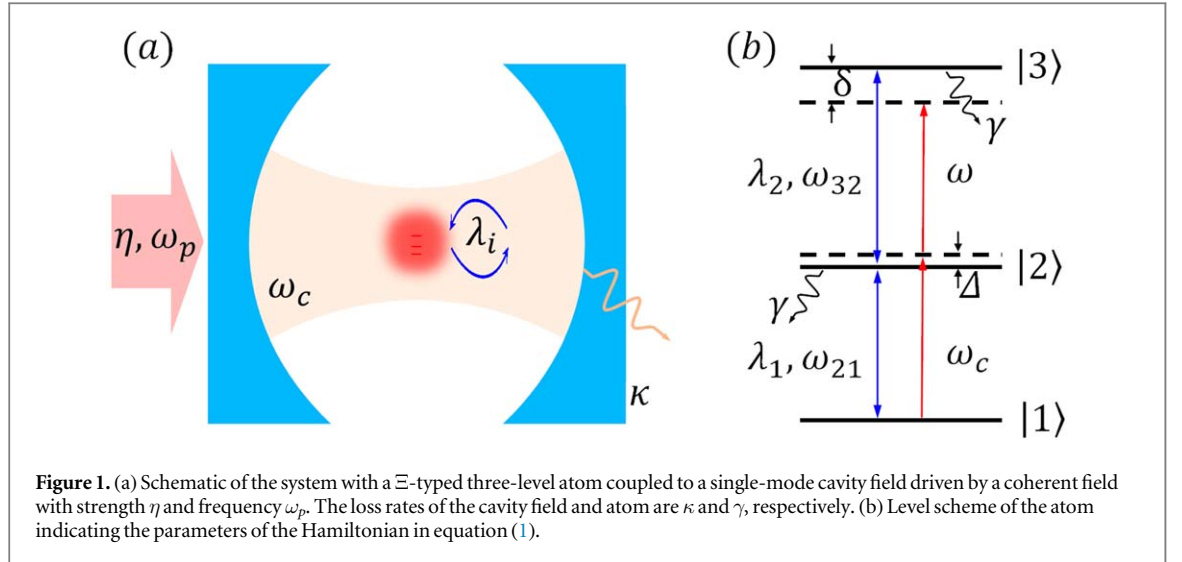 (a)
η, ω_p
ω_c
Ξ
λ_i
κ
(b)
|3⟩
δ
γ
λ_2, ω_32
ω
|2⟩
Δ
γ
λ_1, ω_21
ω_c
|1⟩
Figure 1. (a) Schematic of the system with a Ξ-typed three-level atom coupled to a single-mode cavity field driven by a coherent field
with strength η and frequency ω_p. The loss rates of the cavity field and atom are κ and γ, respectively. (b) Level scheme of the atom
indicating the parameters of the Hamiltonian in equation (1).